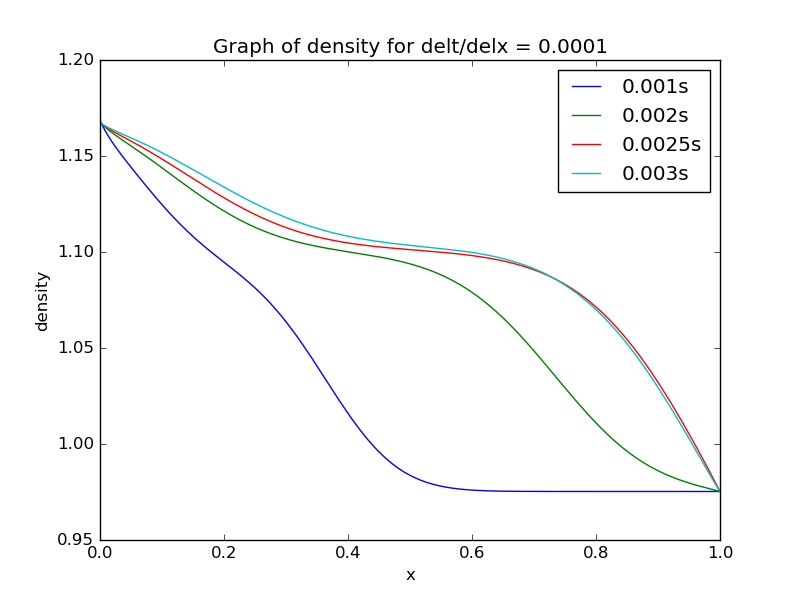 Graph of density for delt/delx = 0.0001
1.20
1.15
1.10
1.05
1.00
0.95
density
0.001s
0.002s
0.0025s
0.003s
0.0 0.2 0.4 0.6 0.8 1.0
x